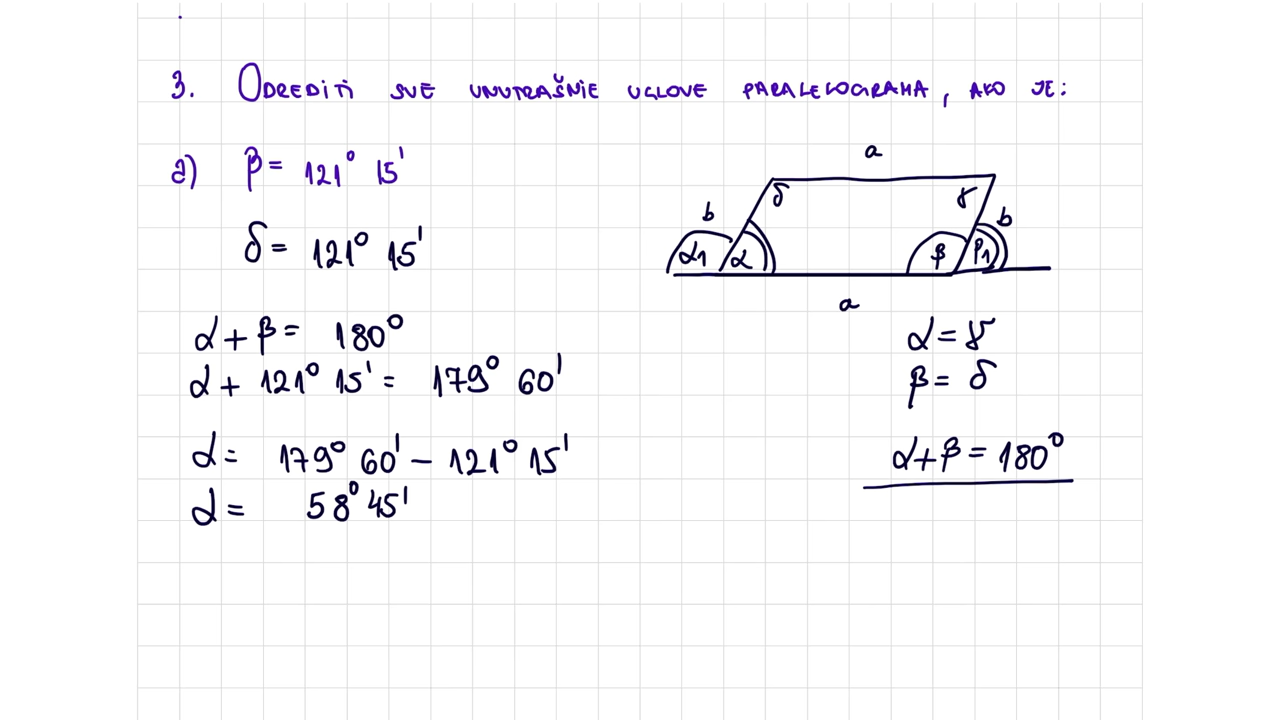 3. ODREDITI SVE UNUTRAŠNJE UGLOVE PARALELOGRAMA, AKO JE:
a) β = 121° 15'
δ = 121° 15'
α + β = 180°
α + 121° 15' = 179° 60'
α = 179° 60' - 121° 15'
α = 58° 45'
a
δ γ
b b
α1 α β β1
a
α = γ
β = δ
α + β = 180°